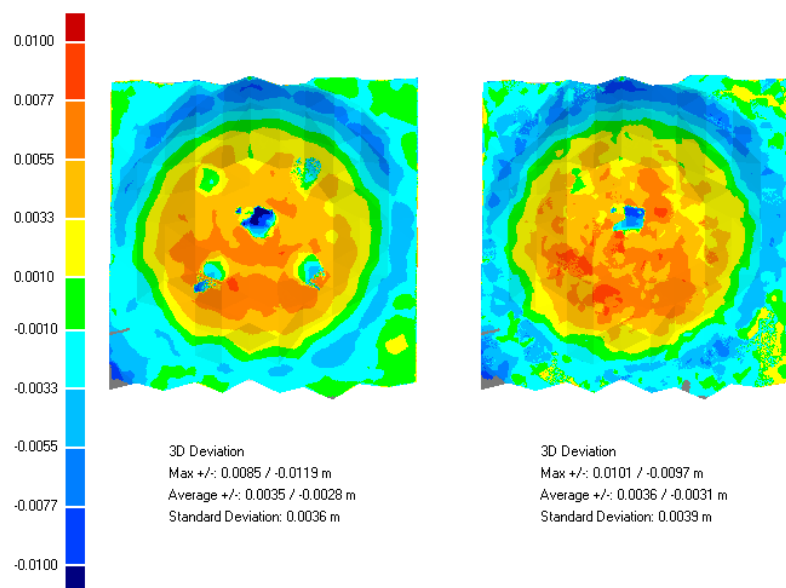 0.0100
0.0077
0.0055
0.0033
0.0010
-0.0010
-0.0033
-0.0055
-0.0077
-0.0100
3D Deviation
Max +/-: 0.0085 / -0.0119 m
Average +/-: 0.0035 / -0.0028 m
Standard Deviation: 0.0036 m
3D Deviation
Max +/-: 0.0101 / -0.0097 m
Average +/-: 0.0036 / -0.0031 m
Standard Deviation: 0.0039 m